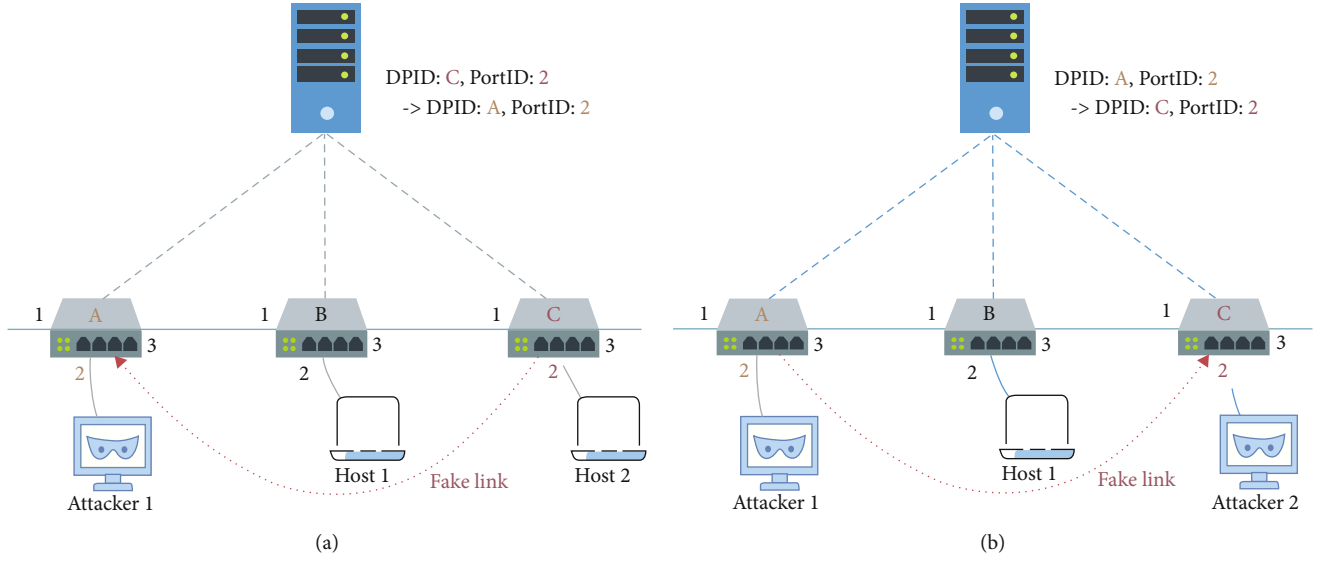 DPID: C, PortID: 2
-> DPID: A, PortID: 2
1 A 3
1 B 3
1 C 3
2
2
2
Attacker 1
Host 1
Fake link
Host 2
(a)
DPID: A, PortID: 2
-> DPID: C, PortID: 2
1 A 3
1 B 3
1 C 3
2
2
2
Attacker 1
Host 1
Fake link
Attacker 2
(b)